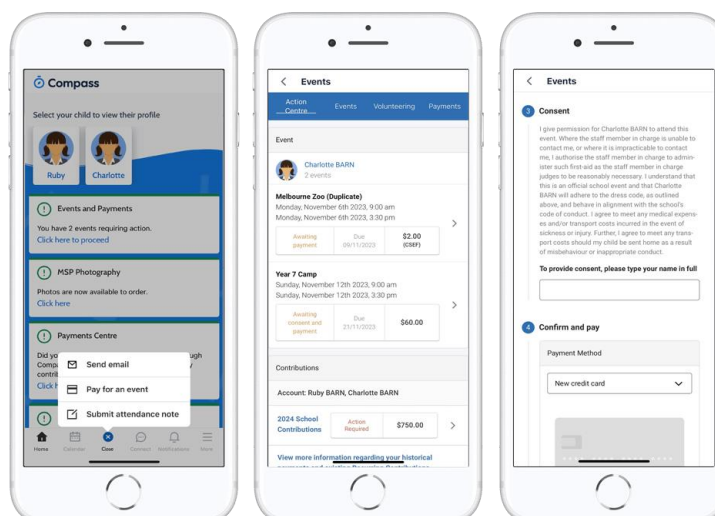 Compass
Select your child to view their profile
Ruby
Charlotte
Events and Payments
You have 2 events requiring action.
Click here to proceed
MSP Photography
Photos are now available to order.
Click here
Payments Centre
Did yo
ugh
Compa
y
contrib
Click h
Send email
Pay for an event
Submit attendance note
Home
Calendar
Close
Connect
Notifications
More
Events
Action Centre
Events
Volunteering
Payments
Event
Charlotte BARN
2 events
Melbourne Zoo (Duplicate)
Monday, November 6th 2023, 9:00 am
Monday, November 6th 2023, 3:30 pm
Awaiting
payment
Due
09/11/2023
$2.00
(CSEF)
Year 7 Camp
Sunday, November 12th 2023, 9:00 am
Sunday, November 12th 2023, 3:30 pm
Awaiting
consent and
payment
Due
21/11/2023
$60.00
Contributions
Account: Ruby BARN, Charlotte BARN
2024 School
Contributions
Action
Required
$750.00
View more information regarding your historical
payments and existing Recurring Contributions
Events
3 Consent
I give permission for Charlotte BARN to attend this
event. Where the staff member in charge is unable to
contact me, or where it is impracticable to contact
me, I authorise the staff member in charge to admin-
ister such first-aid as the staff member in charge
judges to be reasonably necessary. I understand that
this is an official school event and that Charlotte
BARN will adhere to the dress code, as outlined
above, and behave in alignment with the school's
code of conduct. I agree to meet any medical expens-
es and/or transport costs incurred in the event of
sickness or injury. Further, I agree to meet any trans-
port costs should my child be sent home as a result
of misbehaviour or inappropriate conduct.
To provide consent, please type your name in full
4 Confirm and pay
Payment Method
New credit card